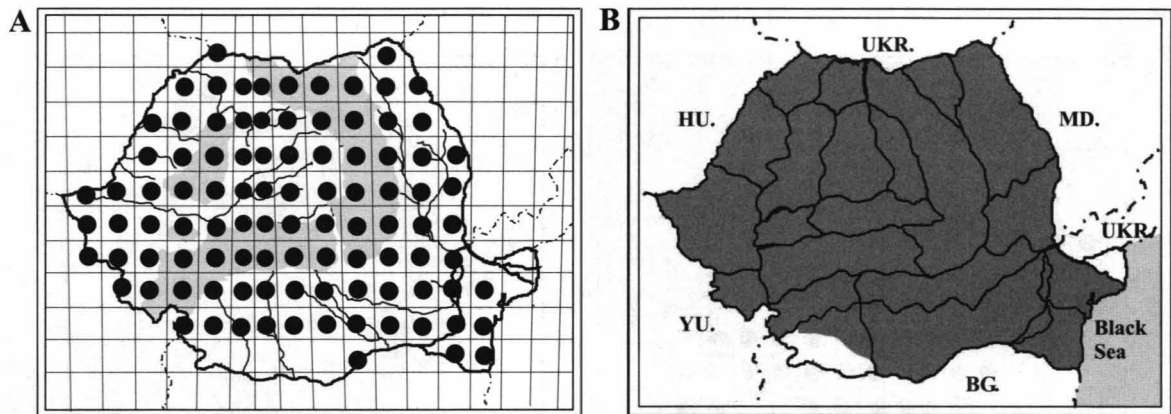 A
B
UKR.
HU.
MD.
UKR.
YU.
Black
Sea
BG.